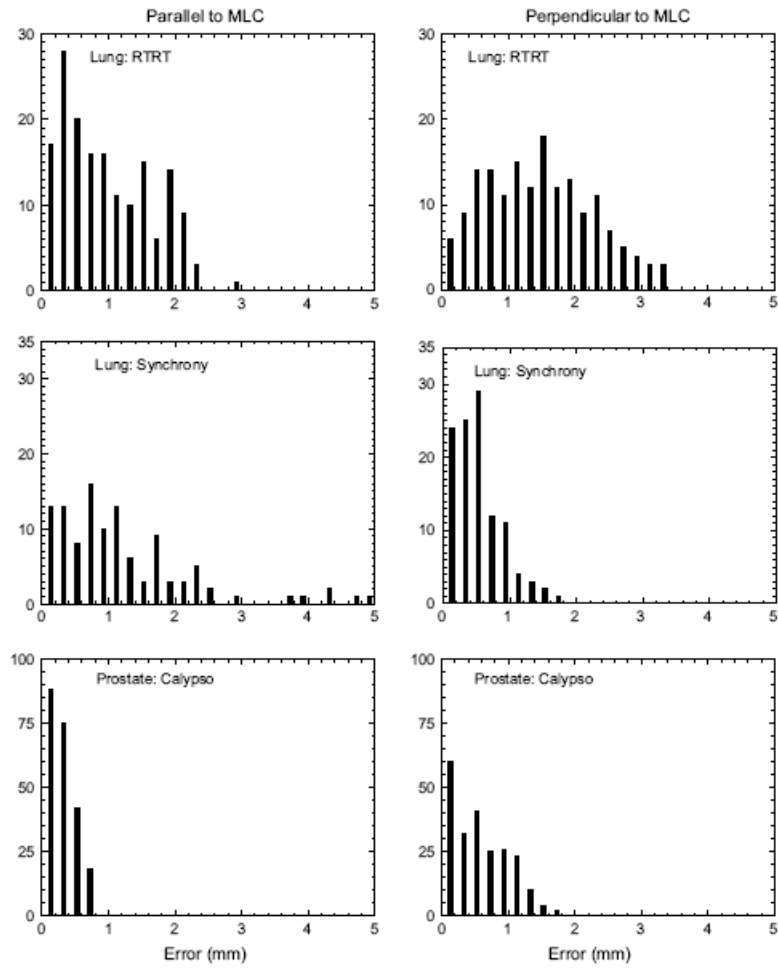 Parallel to MLC Perpendicular to MLC
30 30
Lung: RTRT Lung: RTRT
20 20
10 10
0 0
0 1 2 3 4 5 0 1 2 3 4 5
35 35
Lung: Synchrony Lung: Synchrony
30 30
20 20
10 10
0 0
0 1 2 3 4 5 0 1 2 3 4 5
100 100
Prostate: Calypso Prostate: Calypso
75 75
50 50
25 25
0 0
0 1 2 3 4 5 0 1 2 3 4 5
Error (mm) Error (mm)